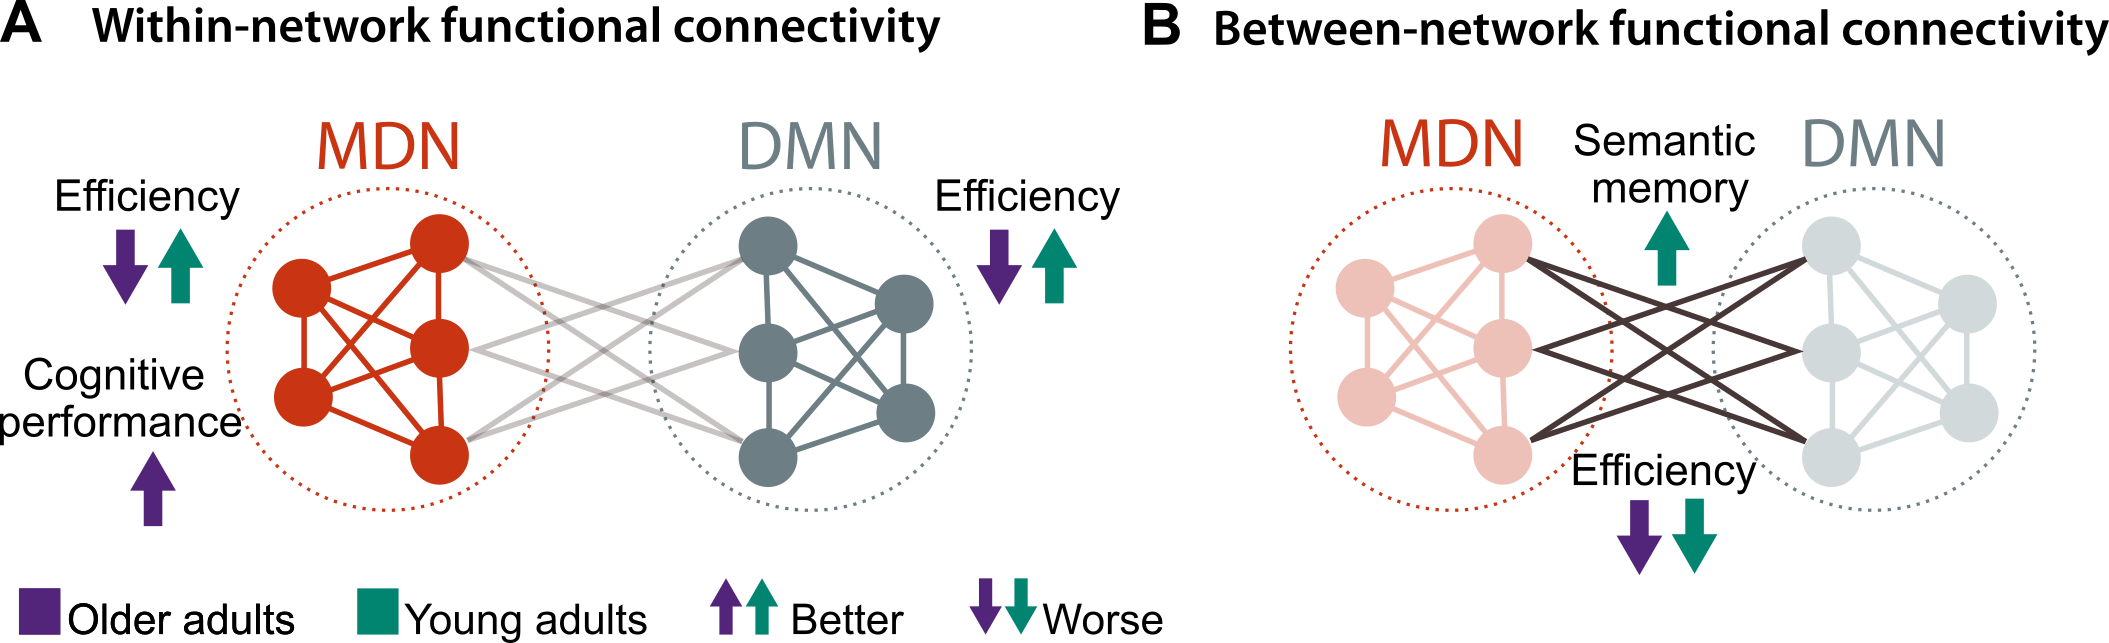 A Within-network functional connectivity
MDN
DMN
Efficiency
Efficiency
Cognitive
performance
B Between-network functional connectivity
MDN
Semantic
memory
DMN
Efficiency
Older adults
Young adults
Better
Worse